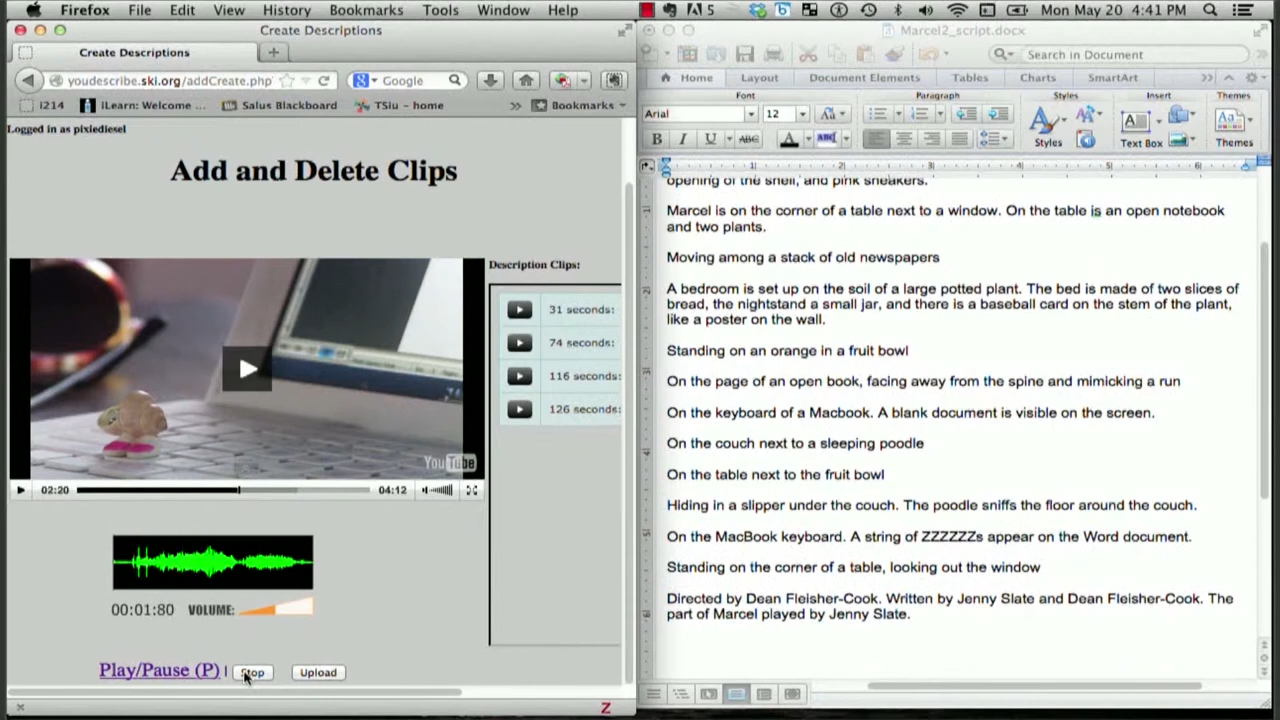 Firefox File Edit View History Bookmarks Tools Window Help
5 Mon May 20 4:41 PM
Create Descriptions
Create Descriptions
youdescribe.ski.org/addCreate.php
Google
i214 iLearn: Welcome ... Salus Blackboard TSlu - home » Bookmarks
Logged in as pixiediesel
Add and Delete Clips
Description Clips:
31 seconds:
74 seconds:
116 seconds:
126 seconds:
YouTube
02:20 04:12
00:01:80 VOLUME:
Play/Pause (P) | Stop Upload
Z
Marcel2_script.docx
Search in Document
Home Layout Document Elements Tables Charts SmartArt »
Font Paragraph Styles Insert Themes
Arial 12
B I U ABC A ABC
Styles Text Box Themes
1 2 3 4 5 6
opening of the shell, and pink sneakers.
Marcel is on the corner of a table next to a window. On the table is an open notebook
and two plants.
Moving among a stack of old newspapers
A bedroom is set up on the soil of a large potted plant. The bed is made of two slices of
bread, the nightstand a small jar, and there is a baseball card on the stem of the plant,
like a poster on the wall.
Standing on an orange in a fruit bowl
On the page of an open book, facing away from the spine and mimicking a run
On the keyboard of a Macbook. A blank document is visible on the screen.
On the couch next to a sleeping poodle
On the table next to the fruit bowl
Hiding in a slipper under the couch. The poodle sniffs the floor around the couch.
On the MacBook keyboard. A string of ZZZZZZs appear on the Word document.
Standing on the corner of a table, looking out the window
Directed by Dean Fleisher-Cook. Written by Jenny Slate and Dean Fleisher-Cook. The
part of Marcel played by Jenny Slate.